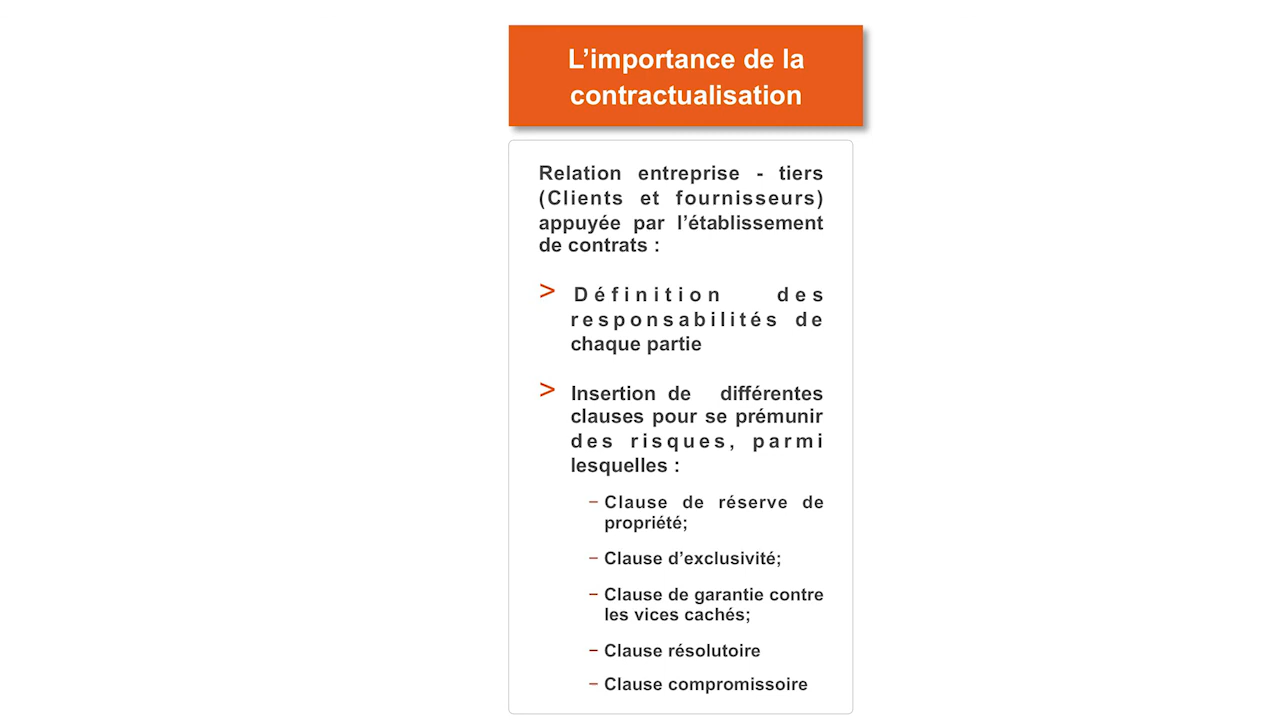 L’importance de la
contractualisation
Relation entreprise - tiers
(Clients et fournisseurs)
appuyée par l’établissement
de contrats :
> Définition des
responsabilités de
chaque partie
> Insertion de différentes
clauses pour se prémunir
des risques, parmi
lesquelles :
− Clause de réserve de
propriété;
− Clause d’exclusivité;
− Clause de garantie contre
les vices cachés;
− Clause résolutoire
− Clause compromissoire